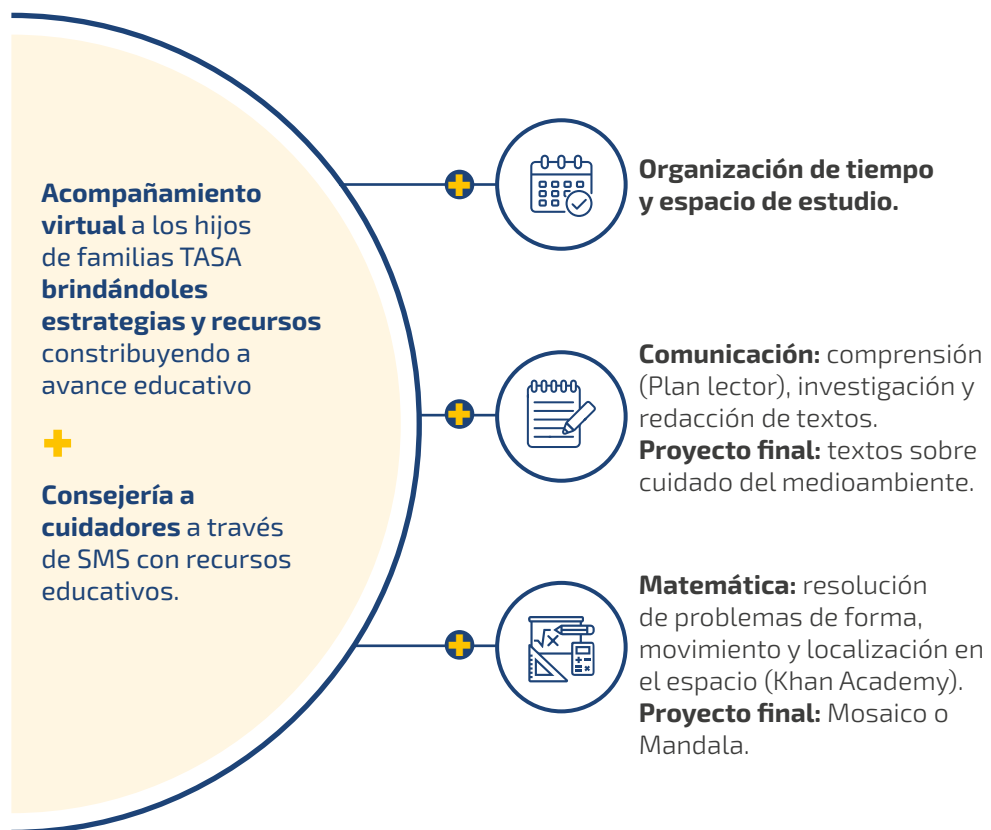 Acompañamiento
virtual a los hijos
de familias TASA
brindándoles
estrategias y recursos
constribuyendo a
avance educativo
Consejería a
cuidadores a través
de SMS con recursos
educativos.
Organización de tiempo
y espacio de estudio.
Comunicación: comprensión
(Plan lector), investigación y
redacción de textos.
Proyecto final: textos sobre
cuidado del medioambiente.
Matemática: resolución
de problemas de forma,
movimiento y localización en
el espacio (Khan Academy).
Proyecto final: Mosaico o
Mandala.